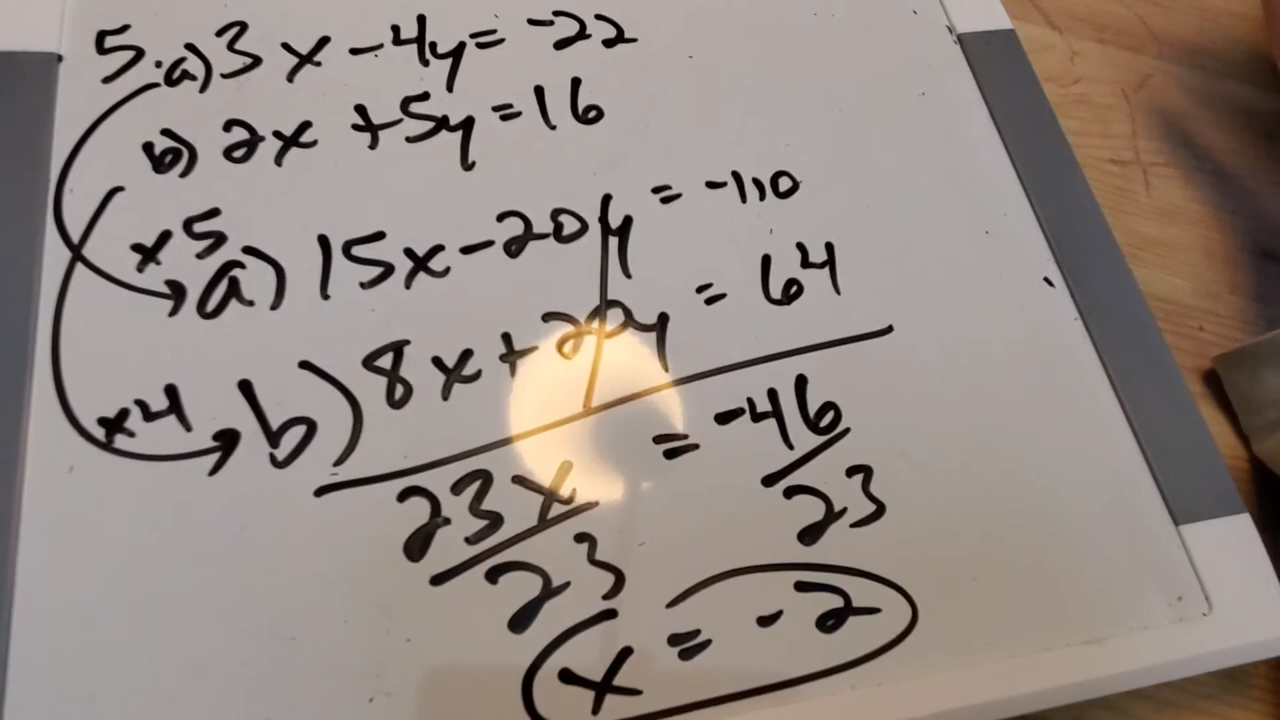 5. a) 3x - 4y = -22
b) 2x + 5y = 16
x5 a) 15x - 20y = -110
x4 b) 8x + 20y = 64
23x = -46
23 23
x = -2